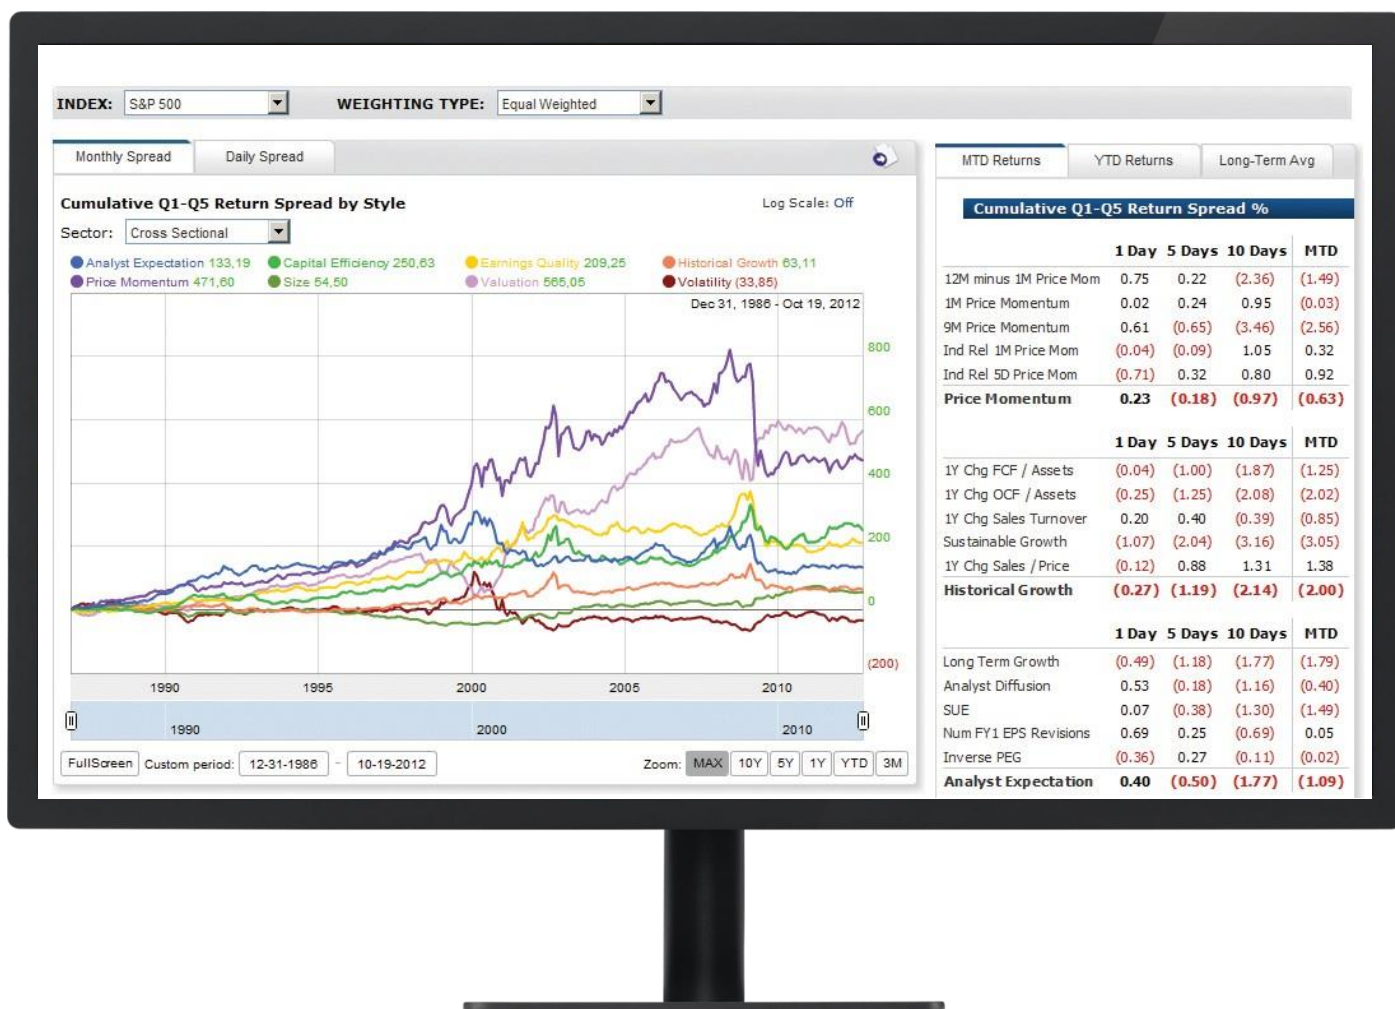 INDEX: S&P 500 WEIGHTING TYPE: Equal Weighted
Monthly Spread Daily Spread
Cumulative Q1-Q5 Return Spread by Style Log Scale: Off
Sector: Cross Sectional
Analyst Expectation 133,19 Capital Efficiency 250,63 Earnings Quality 209,25 Historical Growth 63,11
Price Momentum 471,60 Size 54,50 Valuation 565,05 Volatility (33,85)
Dec 31, 1986 - Oct 19, 2012
800
600
400
200
0
(200)
1990 1995 2000 2005 2010
1990 2000 2010
FullScreen Custom period: 12-31-1986 - 10-19-2012 Zoom: MAX 10Y 5Y 1Y YTD 3M
MTD Returns YTD Returns Long-Term Avg
Cumulative Q1-Q5 Return Spread %
1 Day 5 Days 10 Days MTD
12M minus 1M Price Mom 0.75 0.22 (2.36) (1.49)
1M Price Momentum 0.02 0.24 0.95 (0.03)
9M Price Momentum 0.61 (0.65) (3.46) (2.56)
Ind Rel 1M Price Mom (0.04) (0.09) 1.05 0.32
Ind Rel 5D Price Mom (0.71) 0.32 0.80 0.92
Price Momentum 0.23 (0.18) (0.97) (0.63)
1 Day 5 Days 10 Days MTD
1Y Chg FCF / Assets (0.04) (1.00) (1.87) (1.25)
1Y Chg OCF / Assets (0.25) (1.25) (2.08) (2.02)
1Y Chg Sales Turnover 0.20 0.40 (0.39) (0.85)
Sustainable Growth (1.07) (2.04) (3.16) (3.05)
1Y Chg Sales / Price (0.12) 0.88 1.31 1.38
Historical Growth (0.27) (1.19) (2.14) (2.00)
1 Day 5 Days 10 Days MTD
Long Term Growth (0.49) (1.18) (1.77) (1.79)
Analyst Diffusion 0.53 (0.18) (1.16) (0.40)
SUE 0.07 (0.38) (1.30) (1.49)
Num FY1 EPS Revisions 0.69 0.25 (0.69) 0.05
Inverse PEG (0.36) 0.27 (0.11) (0.02)
Analyst Expectation 0.40 (0.50) (1.77) (1.09)